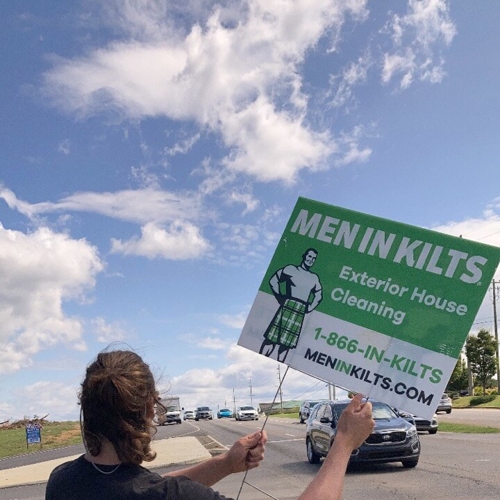 MEN IN KILTS
Exterior House
Cleaning
1-866-IN-KILTS
MENINKILTS.COM